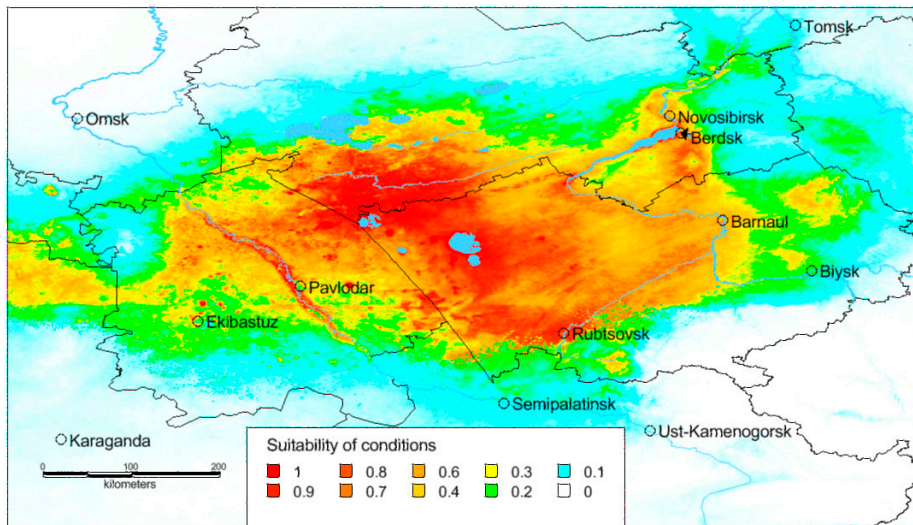 Tomsk
Omsk
Novosibirsk
Berdsk
Barnaul
Biysk
Pavlodar
Ekibastuz
Rubtsovsk
Semipalatinsk
Ust-Kamenogorsk
Karaganda
0 100 200
kilometers
Suitability of conditions
1 0.8 0.6 0.3 0.1
0.9 0.7 0.4 0.2 0